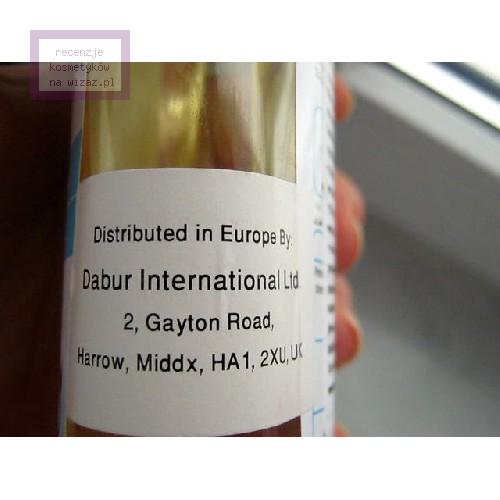 recenzje
kosmetyków
na wizaz.pl
Distributed in Europe By:
Dabur International Ltd.
2, Gayton Road,
Harrow, Middx, HA1, 2XU, UK